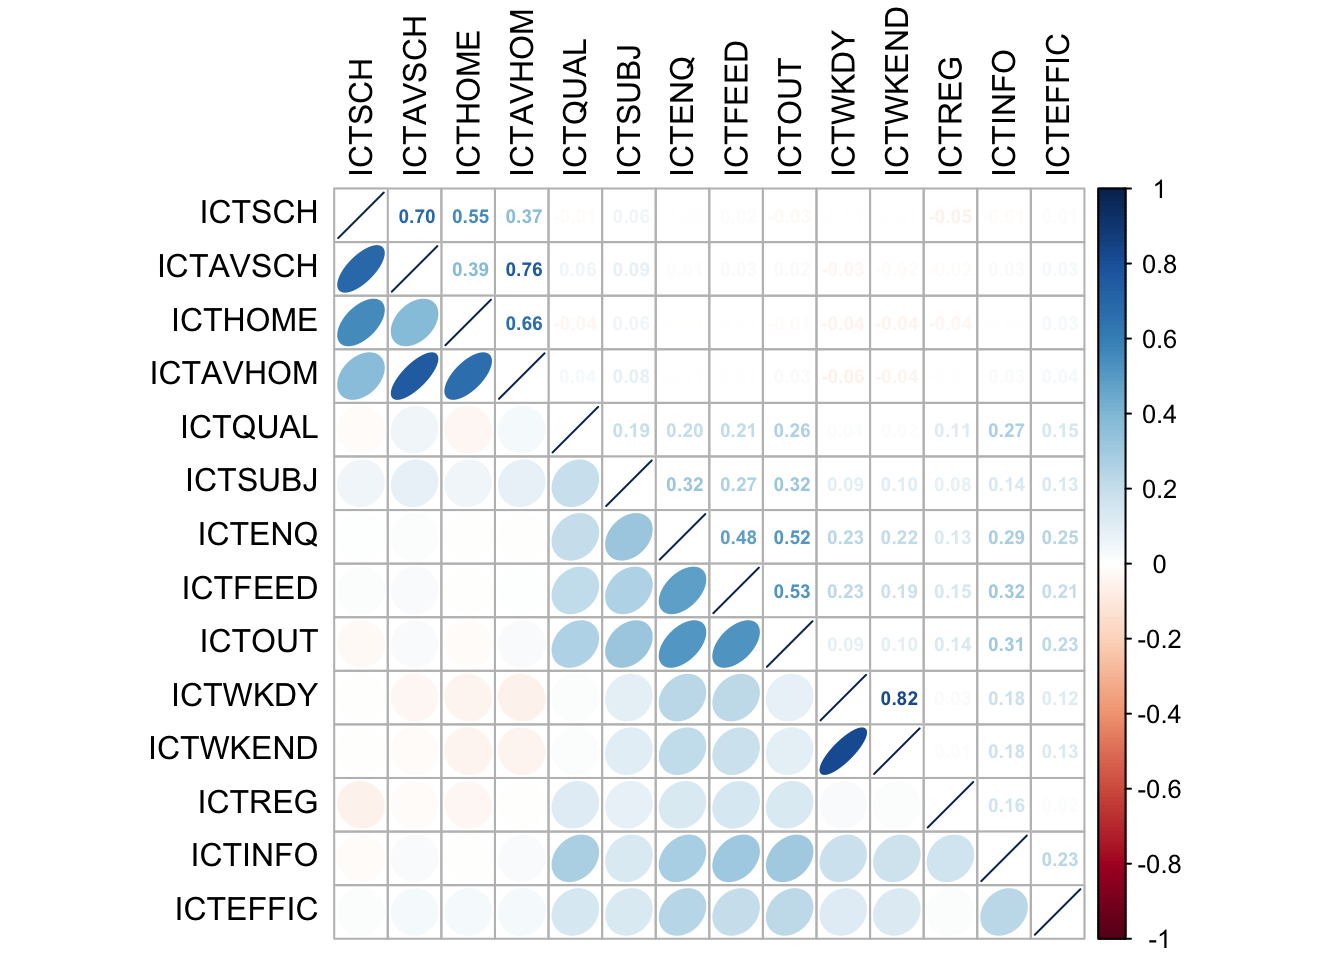 ICTSCH ICTAVSCH ICTHOME ICTAVHOM ICTQUAL ICTSUBJ ICTENQ ICTFEED ICTOUT ICTWKDY ICTWKEND ICTREG ICTINFO ICTEFFIC
ICTSCH 0.70 0.55 0.37 0.06 -0.03 -0.05
ICTAVSCH 0.39 0.76 0.06 0.09 0.03 0.02 -0.03 0.03 0.03
ICTHOME 0.66 -0.04 0.06 -0.04 -0.04 -0.04 0.03
ICTAVHOM 0.04 0.08 0.03 -0.06 -0.04 0.03 0.04
ICTQUAL 0.19 0.20 0.21 0.26 0.11 0.27 0.15
ICTSUBJ 0.32 0.27 0.32 0.09 0.10 0.08 0.14 0.13
ICTENQ 0.48 0.52 0.23 0.22 0.13 0.29 0.25
ICTFEED 0.53 0.23 0.19 0.15 0.32 0.21
ICTOUT 0.09 0.10 0.14 0.31 0.23
ICTWKDY 0.82 0.03 0.18 0.12
ICTWKEND 0.18 0.13
ICTREG 0.16
ICTINFO 0.23
ICTEFFIC
1
0.8
0.6
0.4
0.2
0
-0.2
-0.4
-0.6
-0.8
-1